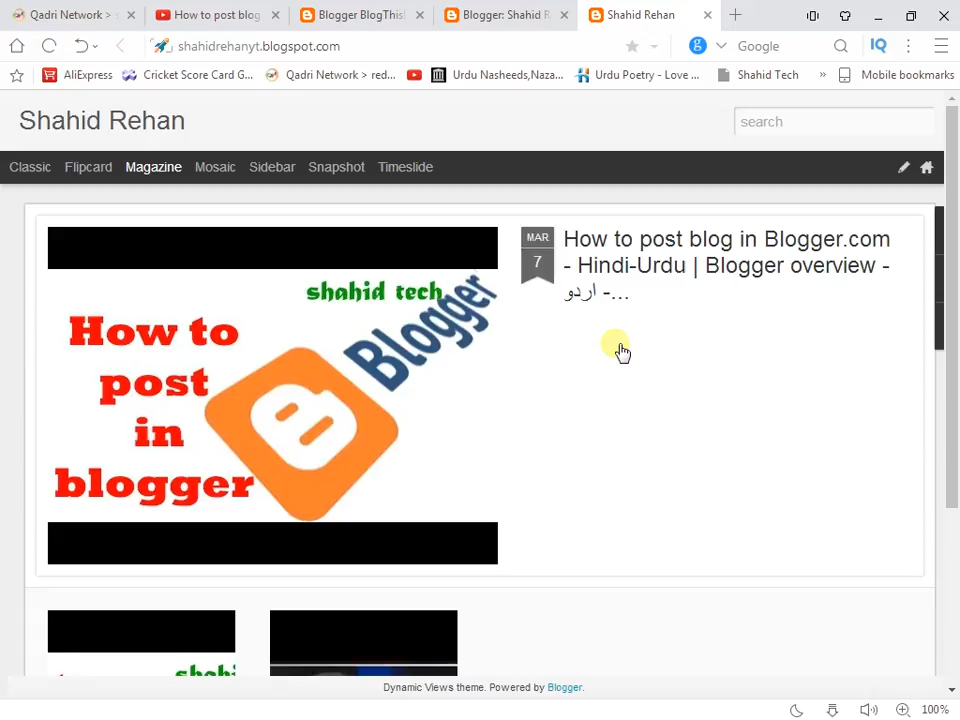 Qadri Network > s
How to post blog
Blogger BlogThis!
Blogger: Shahid R
Shahid Rehan
shahidrehanyt.blogspot.com
Google
IQ
AliExpress
Cricket Score Card G...
Qadri Network > red...
Urdu Nasheeds,Naza...
Urdu Poetry - Love ...
Shahid Tech
»
Mobile bookmarks
Shahid Rehan
search
Classic
Flipcard
Magazine
Mosaic
Sidebar
Snapshot
Timeslide
shahid tech
Blogger
How to
post
in
blogger
MAR
7
How to post blog in Blogger.com
- Hindi-Urdu | Blogger overview -
اردو -...
Dynamic Views theme. Powered by Blogger.
100%